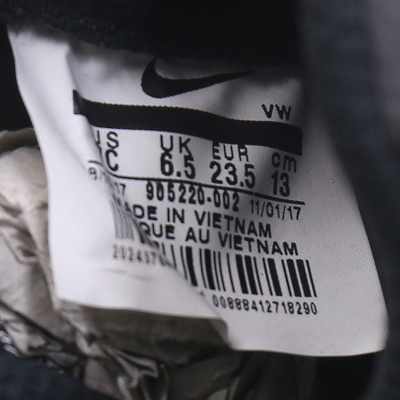 VW
US UK EUR cm
C 6.5 23.5 13
17 905220-002 11/01/17
MADE IN VIETNAM
QUE AU VIETNAM
00888412718290